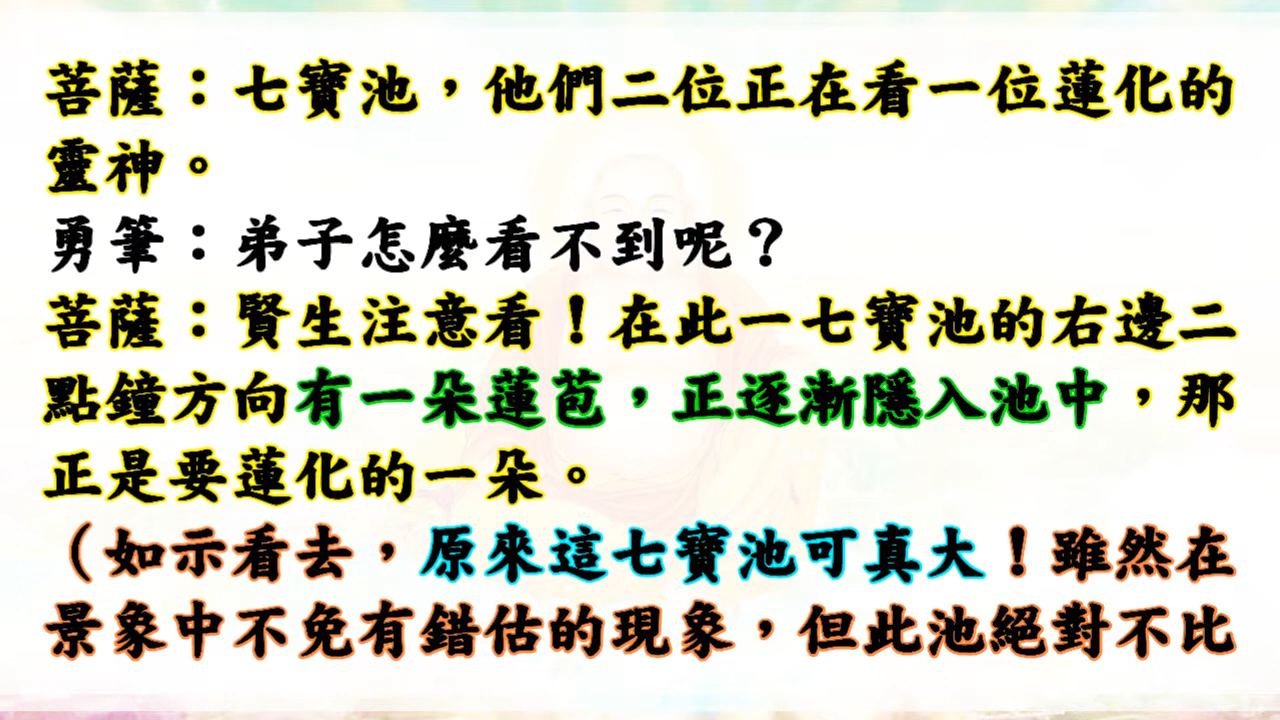 菩薩：七寶池，他們二位正在看一位蓮化的
靈神。
勇筆：弟子怎麼看不到呢？
菩薩：賢生注意看！在此一七寶池的右邊二
點鐘方向有一朵蓮苞，正逐漸隱入池中，那
正是要蓮化的一朵。
（如示看去，原來這七寶池可真大！雖然在
景象中不免有錯估的現象，但此池絕對不比